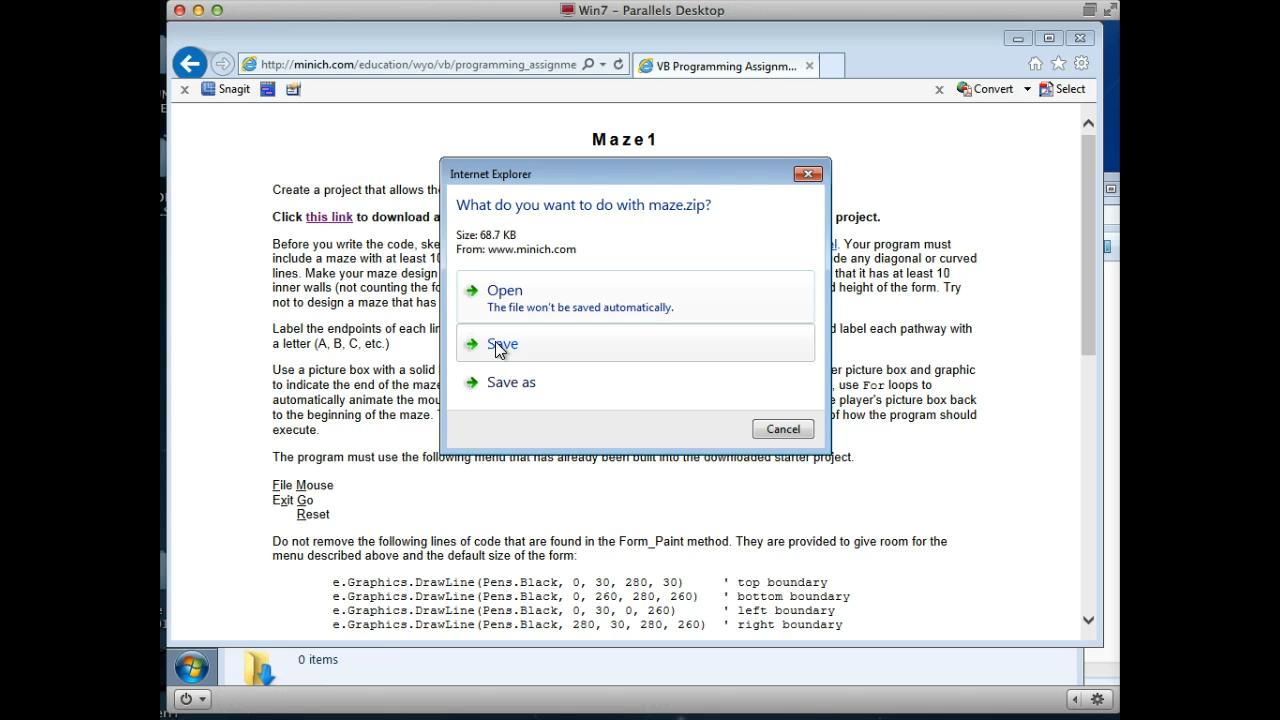 Win7 - Parallels Desktop
http://minich.com/education/wyo/vb/programming_assignme
VB Programming Assignm...
x Snagit
x Convert Select
Maze1
Internet Explorer
What do you want to do with maze.zip?
Size: 68.7 KB
From: www.minich.com
Open
The file won't be saved automatically.
Save
Save as
Cancel
Create a project that allows the
Click this link to download a project.
Before you write the code, ske Your program must
include a maze with at least 10 de any diagonal or curved
lines. Make your maze design that it has at least 10
inner walls (not counting the fo height of the form. Try
not to design a maze that has
Label the endpoints of each lin d label each pathway with
a letter (A, B, C, etc.)
Use a picture box with a solid er picture box and graphic
to indicate the end of the maze , use For loops to
automatically animate the mou e player's picture box back
to the beginning of the maze. of how the program should
execute.
The program must use the following menu that has already been built into the downloaded starter project.
File Mouse
Exit Go
Reset
Do not remove the following lines of code that are found in the Form_Paint method. They are provided to give room for the
menu described above and the default size of the form:
e.Graphics.DrawLine(Pens.Black, 0, 30, 280, 30) ' top boundary
e.Graphics.DrawLine(Pens.Black, 0, 260, 280, 260) ' bottom boundary
e.Graphics.DrawLine(Pens.Black, 0, 30, 0, 260) ' left boundary
e.Graphics.DrawLine(Pens.Black, 280, 30, 280, 260) ' right boundary
0 items